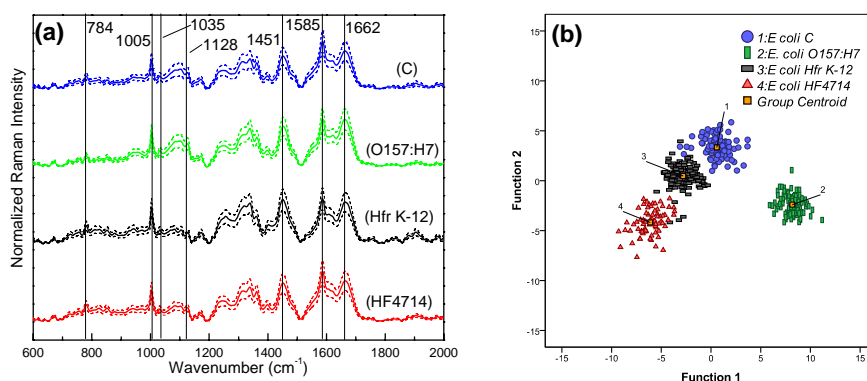 (a)
784
1005
1035
1128
1451
1585
1662
(C)
(O157:H7)
(Hfr K-12)
(HF4714)
Normalized Raman Intensity
600 800 1000 1200 1400 1600 1800 2000
Wavenumber (cm-1)
(b)
1:E coli C
2:E. coli O157:H7
3:E coli Hfr K-12
4:E coli HF4714
Group Centroid
15
10
5
0
-5
-10
-15
Function 2
1
3
2
4
-15 -10 -5 0 5 10 15
Function 1